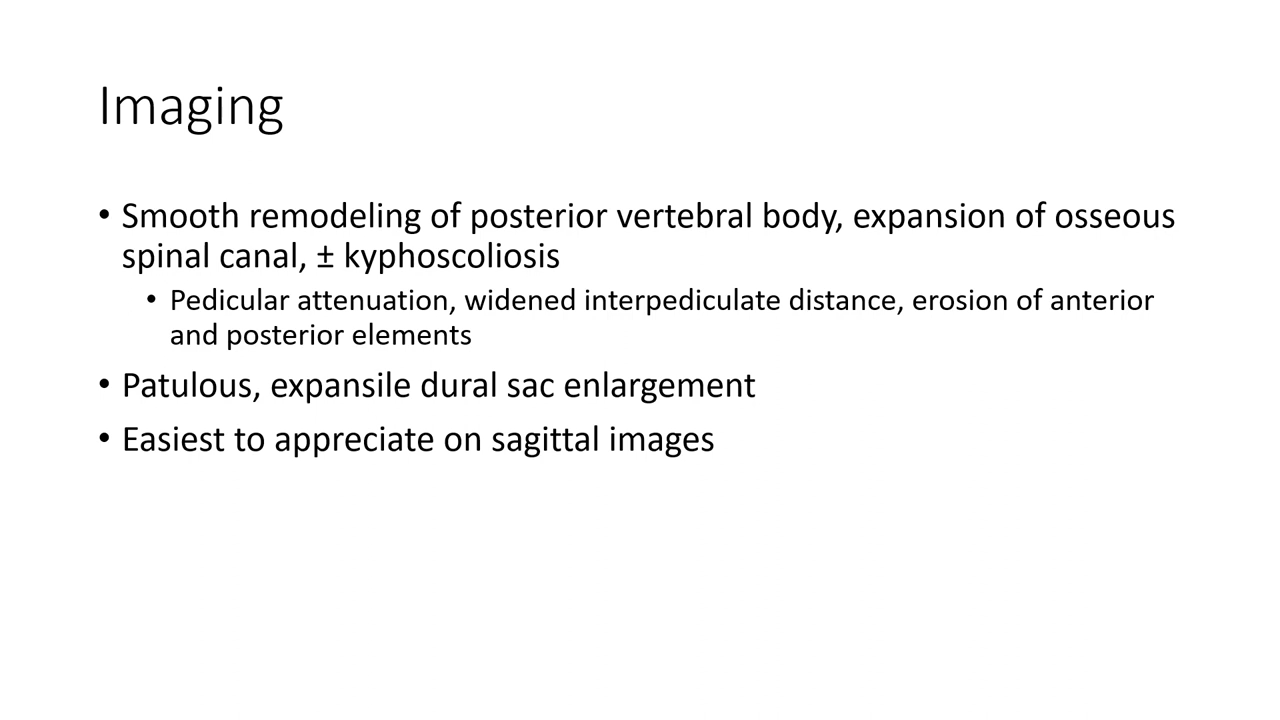 Imaging
• Smooth remodeling of posterior vertebral body, expansion of osseous
spinal canal, ± kyphoscoliosis
• Pedicular attenuation, widened interpediculate distance, erosion of anterior
and posterior elements
• Patulous, expansile dural sac enlargement
• Easiest to appreciate on sagittal images